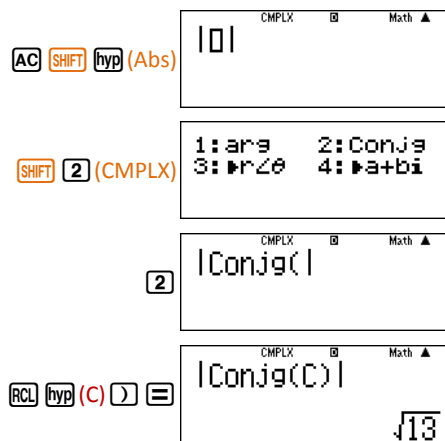 CMPLX D Math ▲
AC SHIFT hyp (Abs) |▯|
SHIFT 2 (CMPLX) 1:arg 2:Conjg
3:▶r∠θ 4:▶a+bi
CMPLX D Math ▲
2 |Conjg(|
CMPLX D Math ▲
|Conjg(C)|
RCL hyp (C) ) =
√13